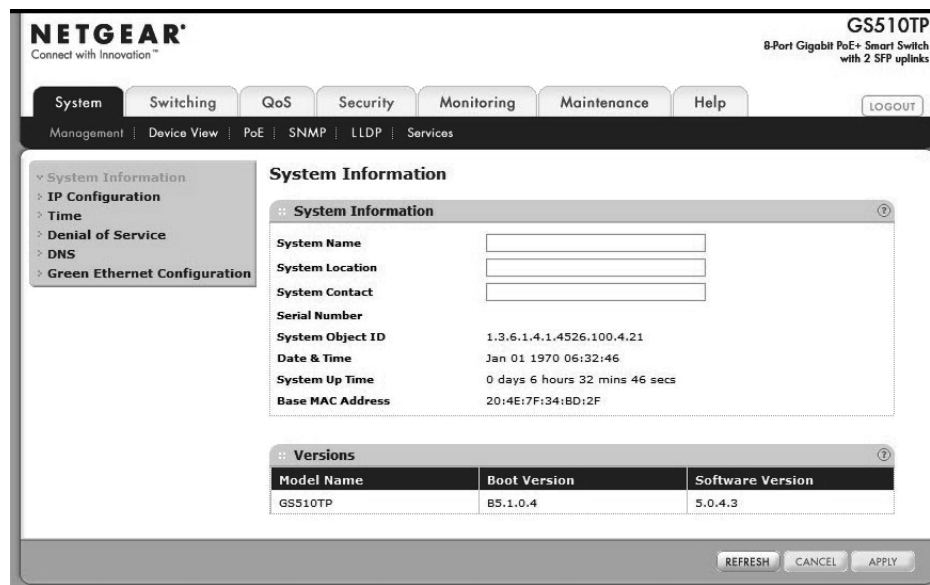 NETGEAR®
Connect with Innovation™
GS510TP
8-Port Gigabit PoE+ Smart Switch
with 2 SFP uplinks
System Switching QoS Security Monitoring Maintenance Help LOGOUT
Management Device View PoE SNMP LLDP Services
System Information
IP Configuration
Time
Denial of Service
DNS
Green Ethernet Configuration
System Information
System Information ?
System Name
System Location
System Contact
Serial Number
System Object ID 1.3.6.1.4.1.4526.100.4.21
Date & Time Jan 01 1970 06:32:46
System Up Time 0 days 6 hours 32 mins 46 secs
Base MAC Address 20:4E:7F:34:BD:2F
Versions ?
Model Name Boot Version Software Version
GS510TP B5.1.0.4 5.0.4.3
REFRESH CANCEL APPLY